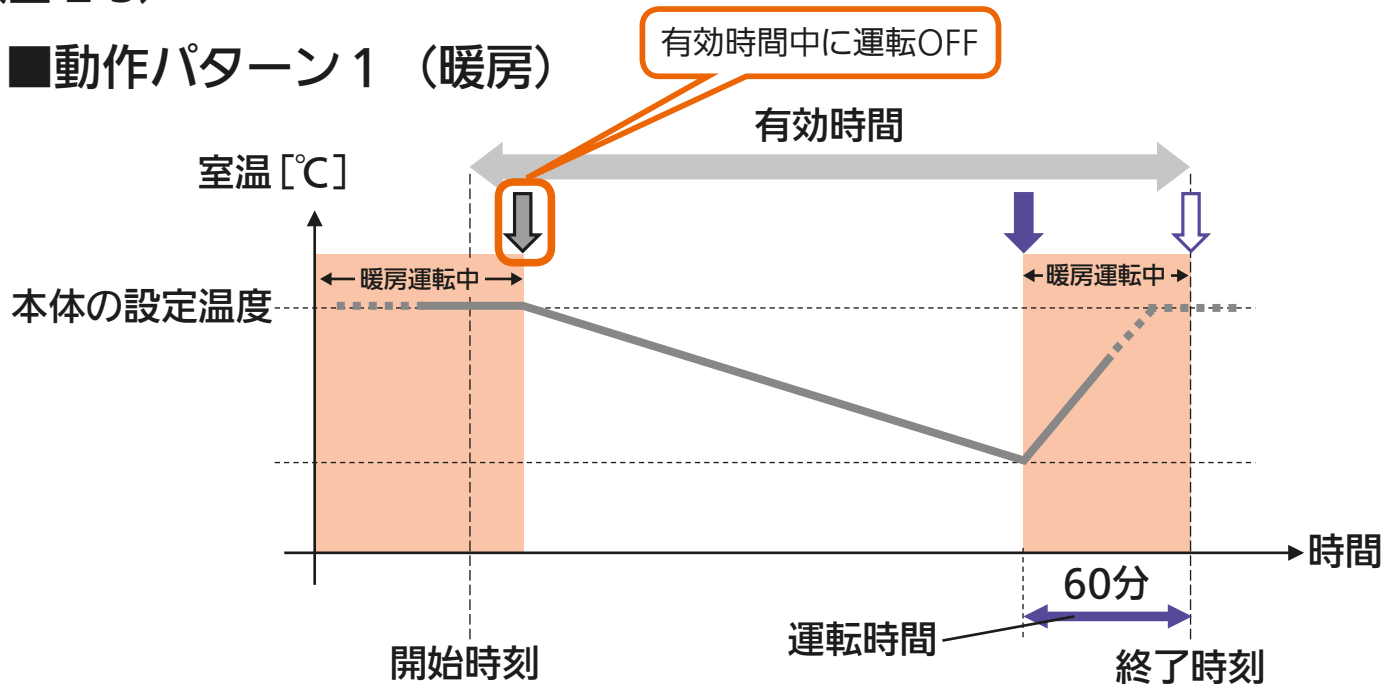 有効時間中に運転OFF
■動作パターン1 (暖房)
有効時間
室温[℃]
暖房運転中
暖房運転中
本体の設定温度
時間
60分
運転時間
開始時刻
終了時刻